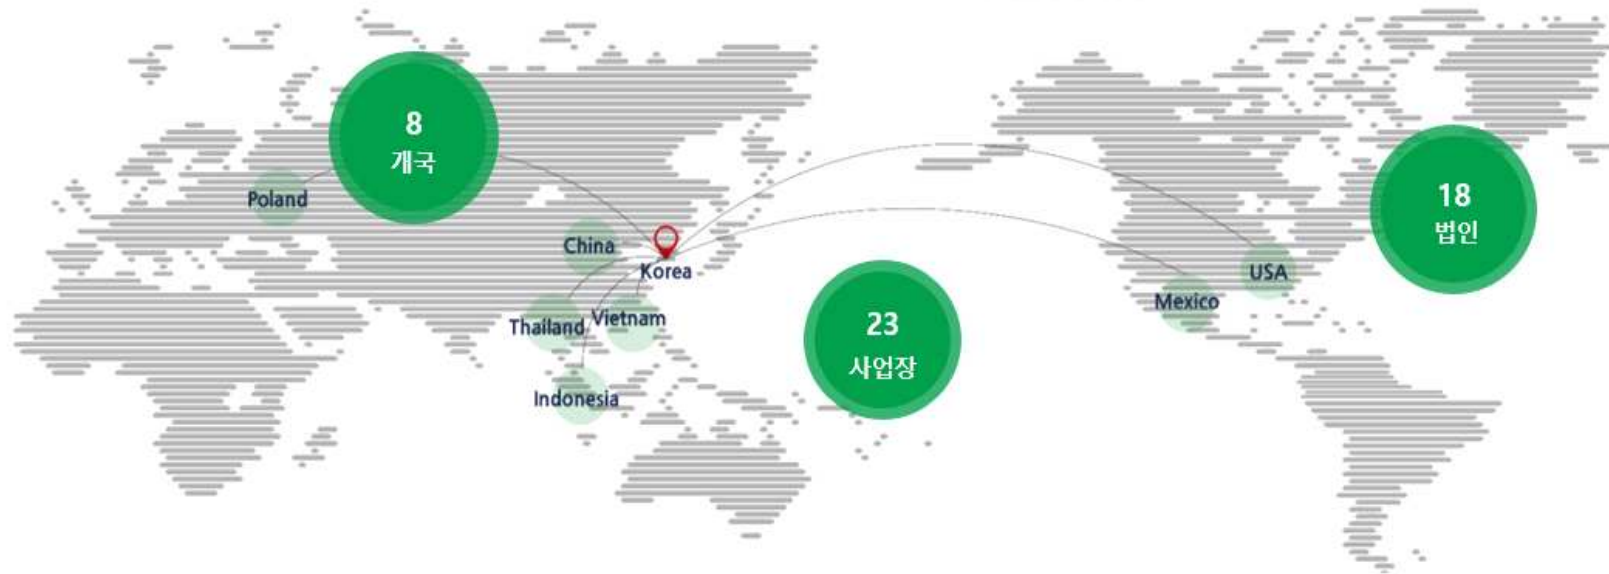 8
개국
Poland
China
Korea
Thailand
Vietnam
Indonesia
23
사업장
18
법인
USA
Mexico